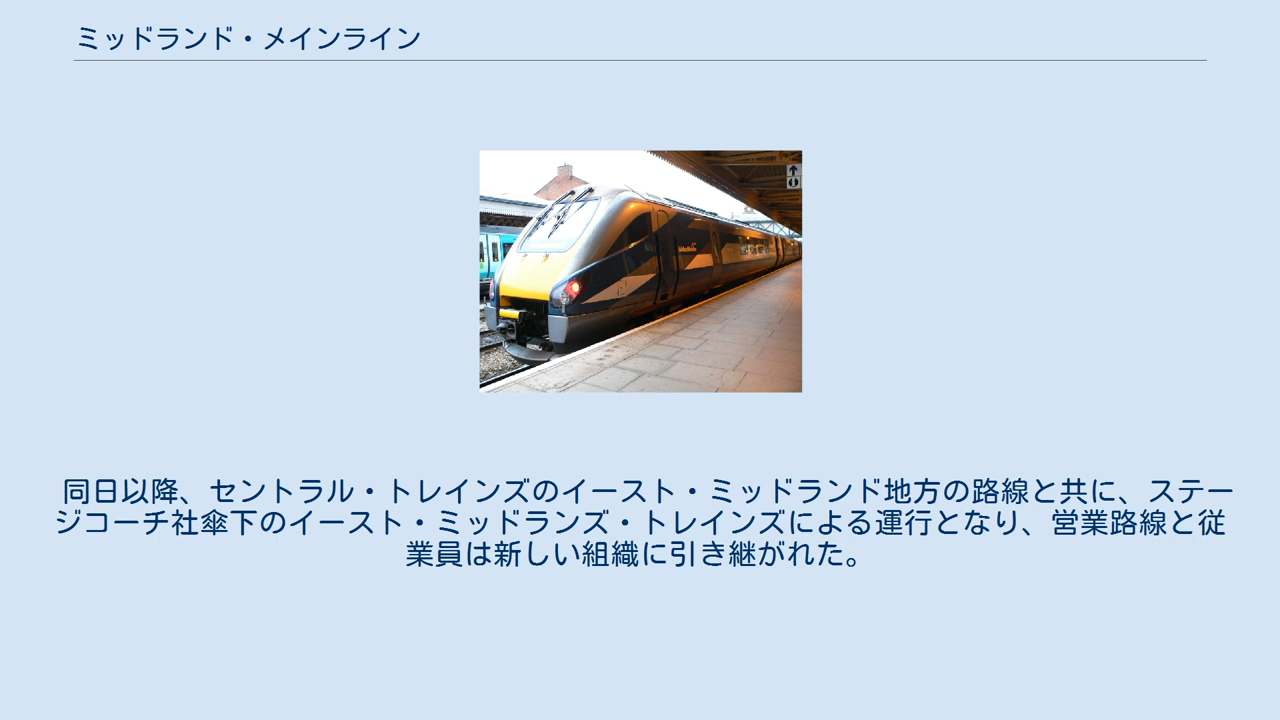 ミッドランド・メインライン
同日以降、セントラル・トレインズのイースト・ミッドランド地方の路線と共に、ステー
ジコーチ社傘下のイースト・ミッドランズ・トレインズによる運行となり、営業路線と従
業員は新しい組織に引き継がれた。